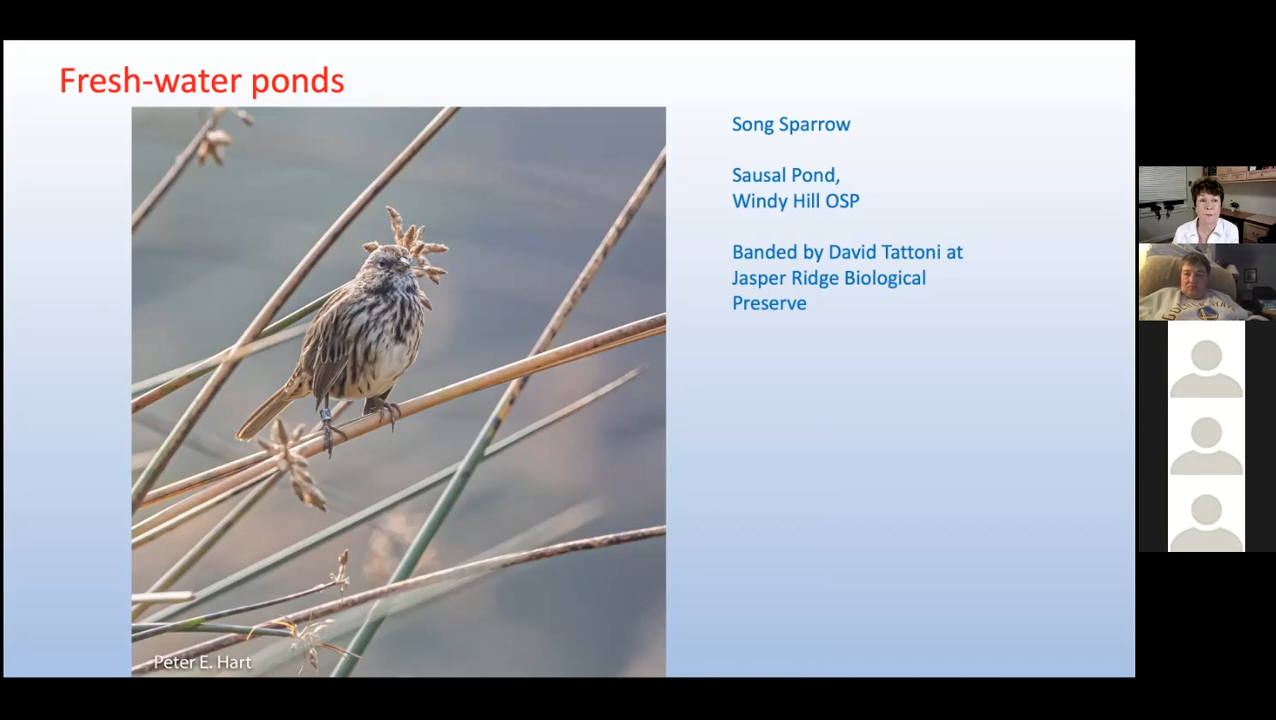 Fresh-water ponds
Song Sparrow
Sausal Pond,
Windy Hill OSP
Banded by David Tattoni at
Jasper Ridge Biological
Preserve
Peter E. Hart